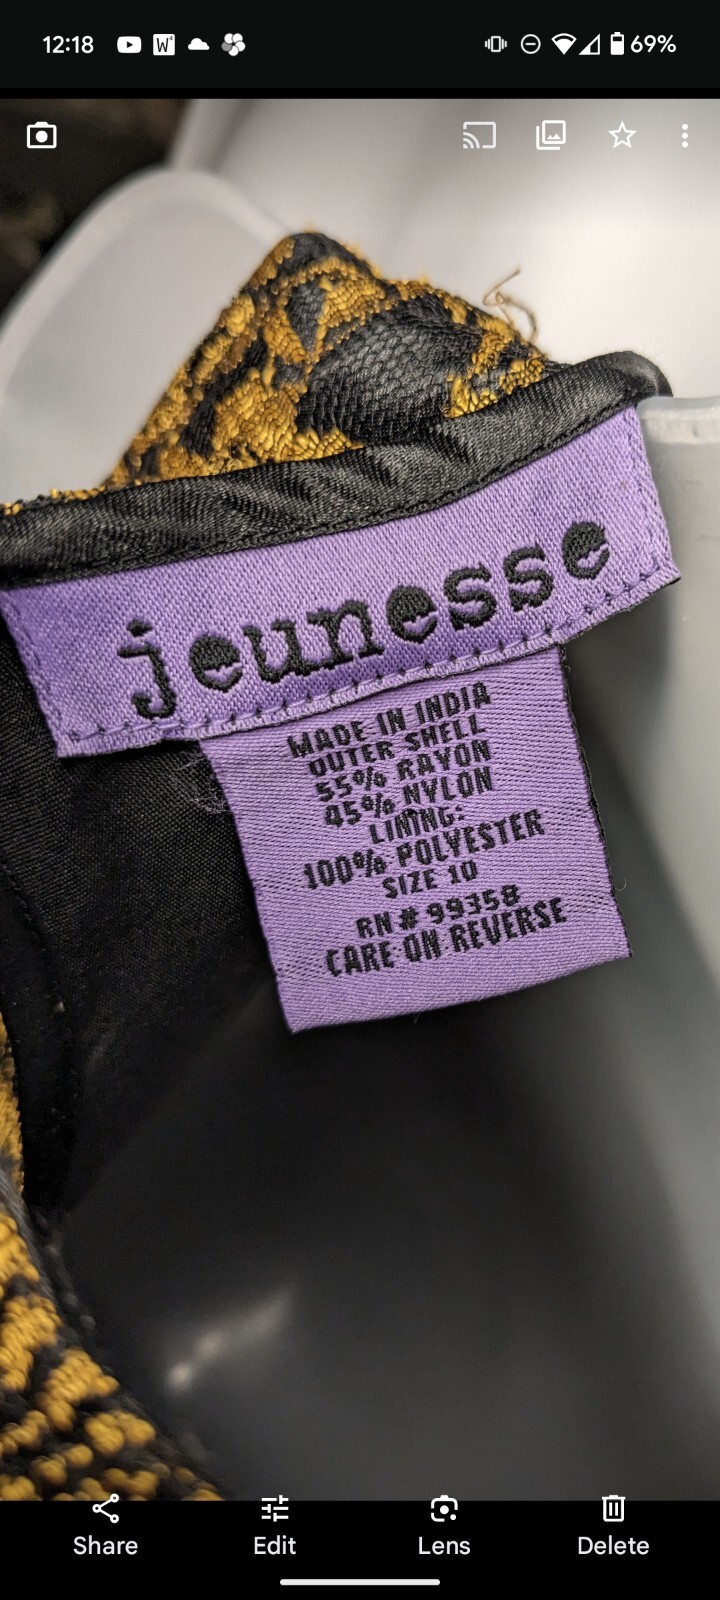 12:18
69%
jeunesse
MADE IN INDIA
OUTER SHELL
55% RAYON
45% NYLON
LINING:
100% POLYESTER
SIZE 10
RN # 99358
CARE ON REVERSE
Share Edit Lens Delete